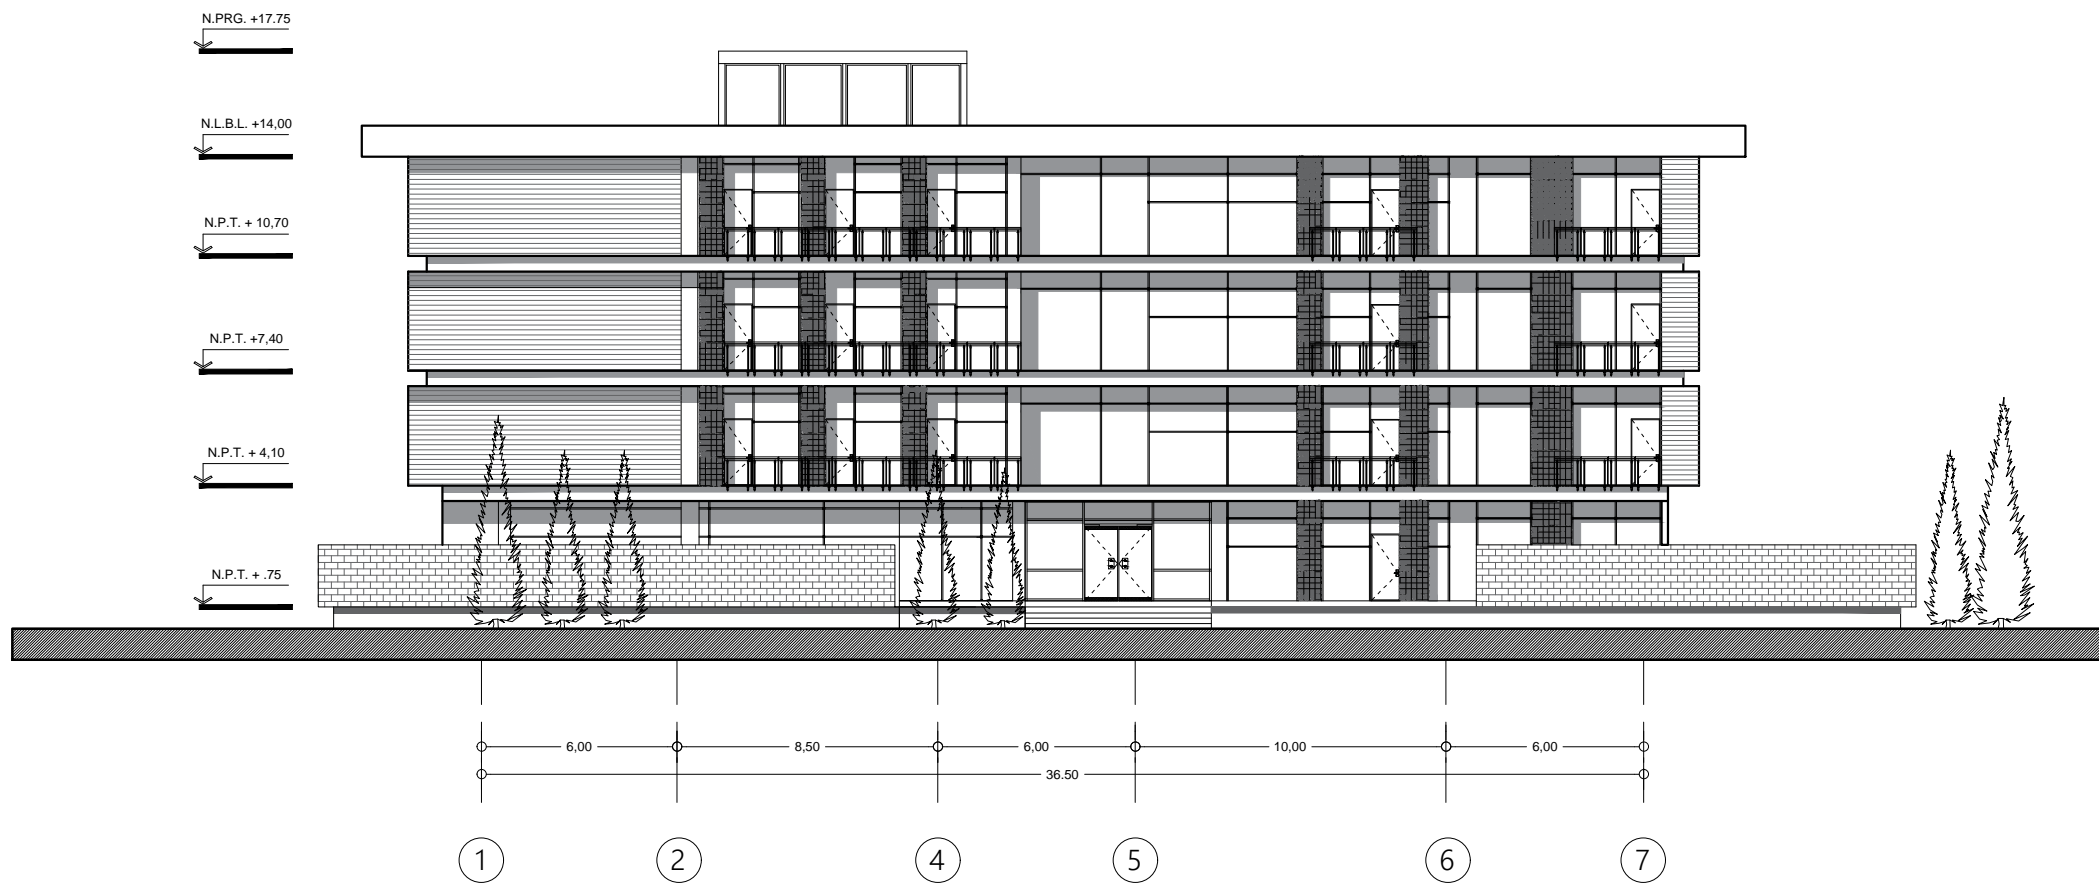 N.PRG. +17.75
N.L.B.L. +14,00
N.P.T. + 10,70
N.P.T. +7,40
N.P.T. + 4,10
N.P.T. + .75
6,00 8,50 6,00 10,00 6,00
36.50
1 2 4 5 6 7